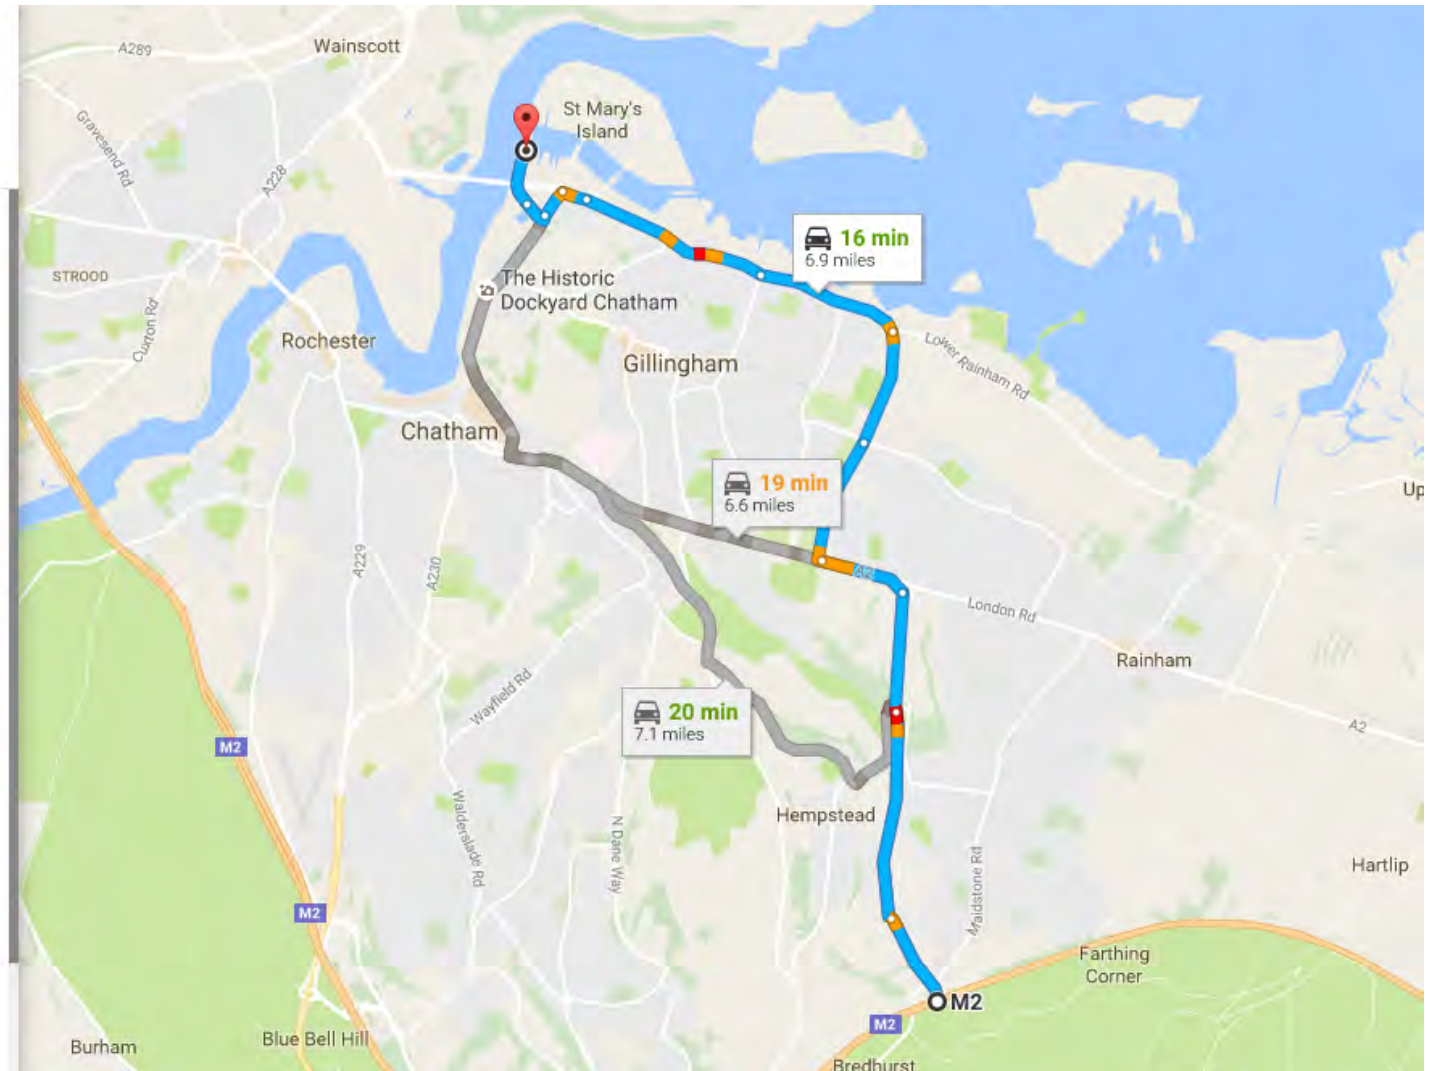 Wainscott
A289
St Mary's
Island
Gravesend Rd
A228
16 min
6.9 miles
STROOD
The Historic
Dockyard Chatham
Cuxton Rd
Rochester
Lower Rainham Rd
Gillingham
Chatham
19 min
6.6 miles
Up
A229
A230
A2
London Rd
Rainham
Wayfield Rd
20 min
7.1 miles
A2
M2
Hempstead
Walderslade Rd
N Dane Way
Maidstone Rd
Hartlip
M2
Farthing
Corner
M2
M2
Blue Bell Hill
Burham
Bredhurst